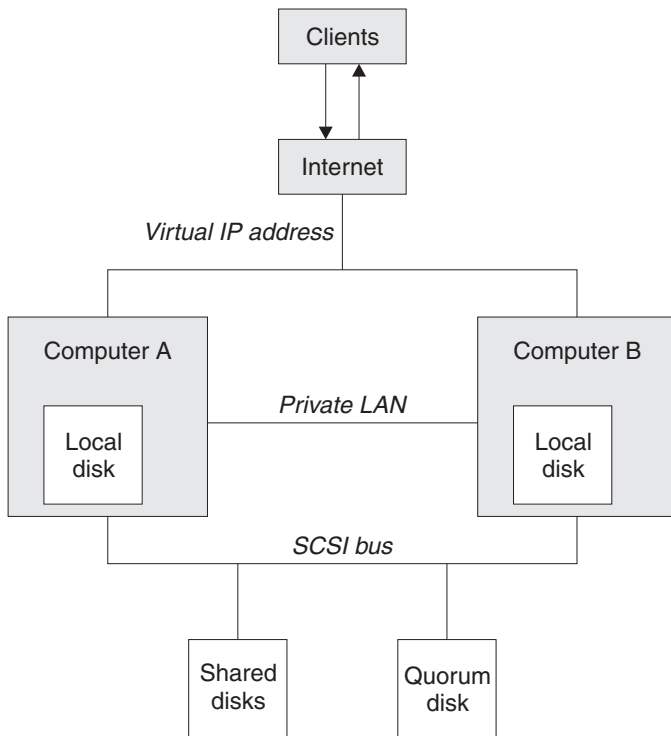 Clients
Internet
Virtual IP address
Computer A
Computer B
Private LAN
Local
disk
Local
disk
SCSI bus
Shared
disks
Quorum
disk